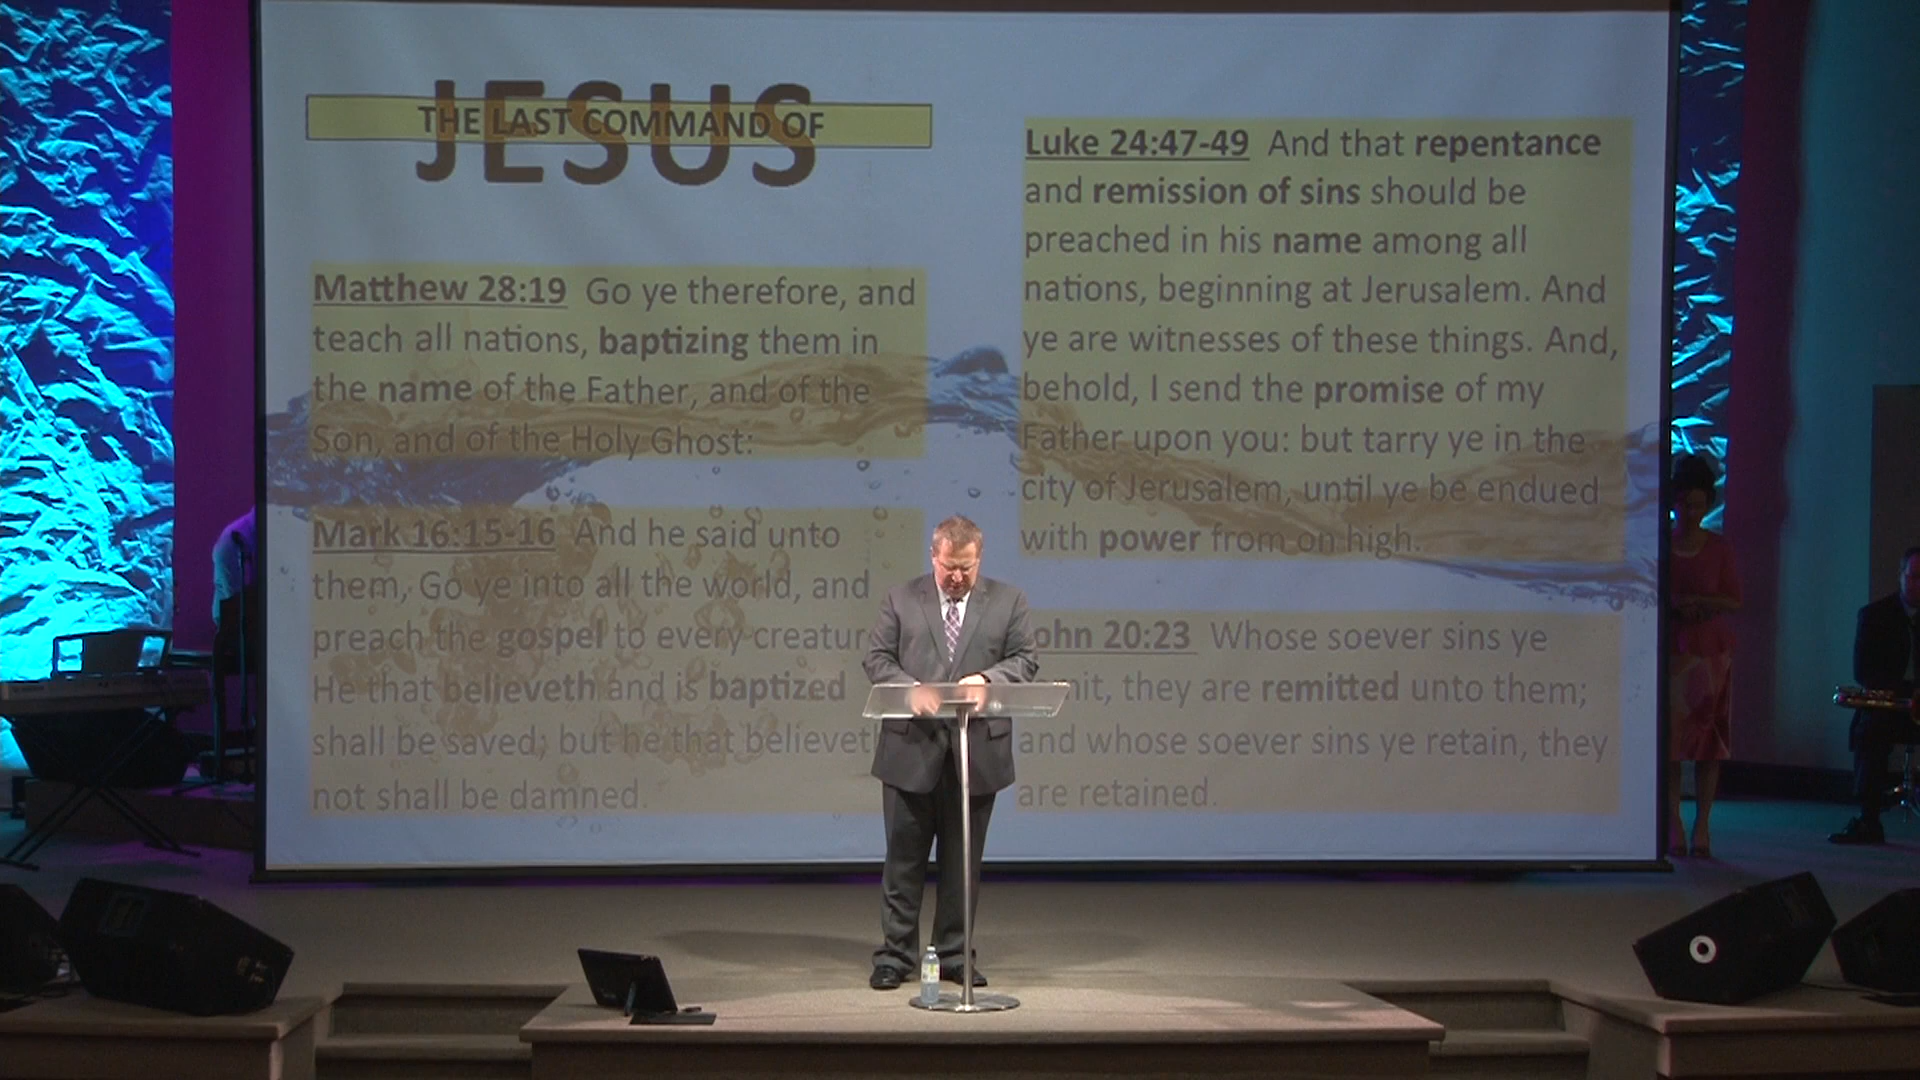 THE LAST COMMAND OF
JESUS
Matthew 28:19 Go ye therefore, and
teach all nations, baptizing them in
the name of the Father, and of the
Son, and of the Holy Ghost:
Mark 16:15-16 And he said unto
them, Go ye into all the world, and
preach the gospel to every creatur
He that believeth and is baptized
shall be saved; but he that believet
not shall be damned.
Luke 24:47-49 And that repentance
and remission of sins should be
preached in his name among all
nations, beginning at Jerusalem. And
ye are witnesses of these things. And,
behold, I send the promise of my
Father upon you: but tarry ye in the
city of Jerusalem, until ye be endued
with power from on high.
ohn 20:23 Whose soever sins ye
mit, they are remitted unto them;
and whose soever sins ye retain, they
are retained.